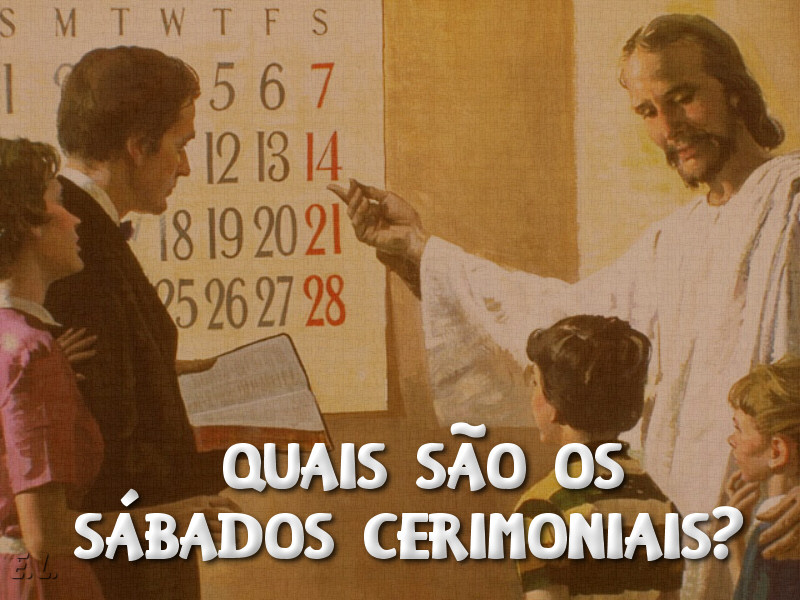 S M T W T F S
1 5 6 7
12 13 14
18 19 20 21
25 26 27 28
QUAIS SÃO OS
SÁBADOS CERIMONIAIS?
E.L.